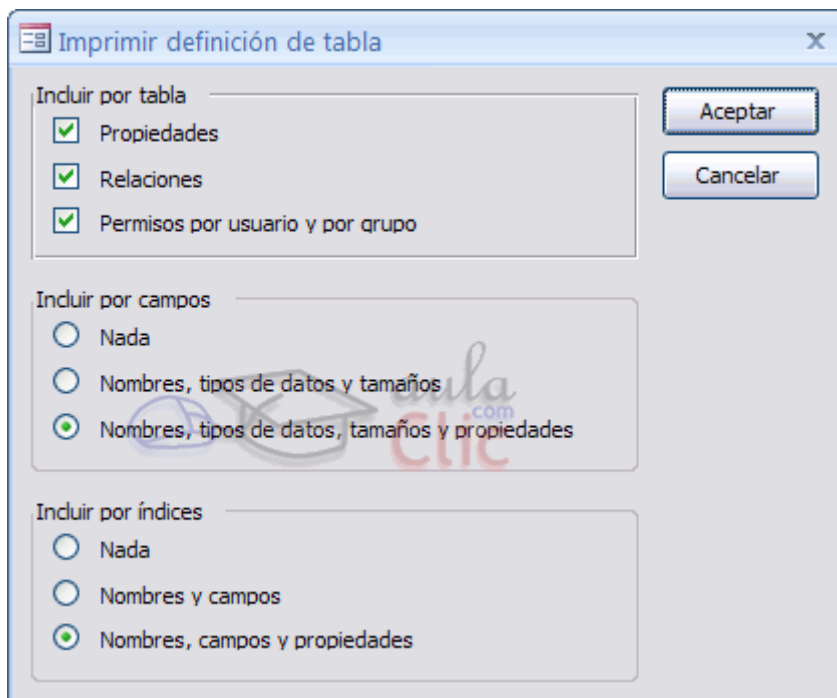 Imprimir definición de tabla
Incluir por tabla
Aceptar
Propiedades
Relaciones
Cancelar
Permisos por usuario y por grupo
Incluir por campos
Nada
Nombres, tipos de datos y tamaños
Nombres, tipos de datos, tamaños y propiedades
aula
Clic
com
Incluir por índices
Nada
Nombres y campos
Nombres, campos y propiedades